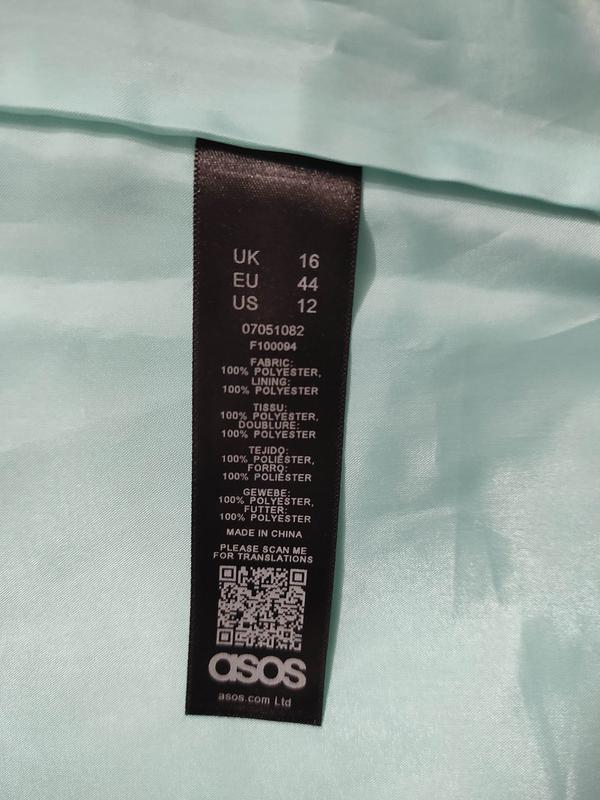 UK 16
EU 44
US 12
07051082
F100094
FABRIC:
100% POLYESTER,
LINING:
100% POLYESTER
TISSU:
100% POLYESTER,
DOUBLURE:
100% POLYESTER
TEJIDO:
100% POLIÉSTER,
FORRO:
100% POLIÉSTER
GEWEBE:
100% POLYESTER,
FUTTER:
100% POLYESTER
MADE IN CHINA
PLEASE SCAN ME
FOR TRANSLATIONS
asos
asos.com Ltd